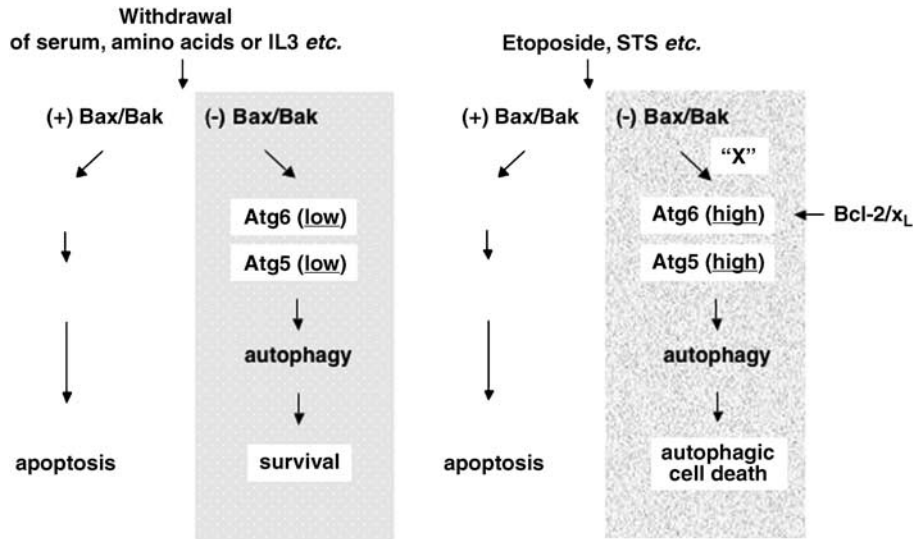 Withdrawal
of serum, amino acids or IL3 etc.
(+) Bax/Bak
(-) Bax/Bak
Atg6 (low)
Atg5 (low)
autophagy
apoptosis
survival
Etoposide, STS etc.
(+) Bax/Bak
(-) Bax/Bak
“X”
Atg6 (high)
Bcl-2/xL
Atg5 (high)
autophagy
apoptosis
autophagic
cell death